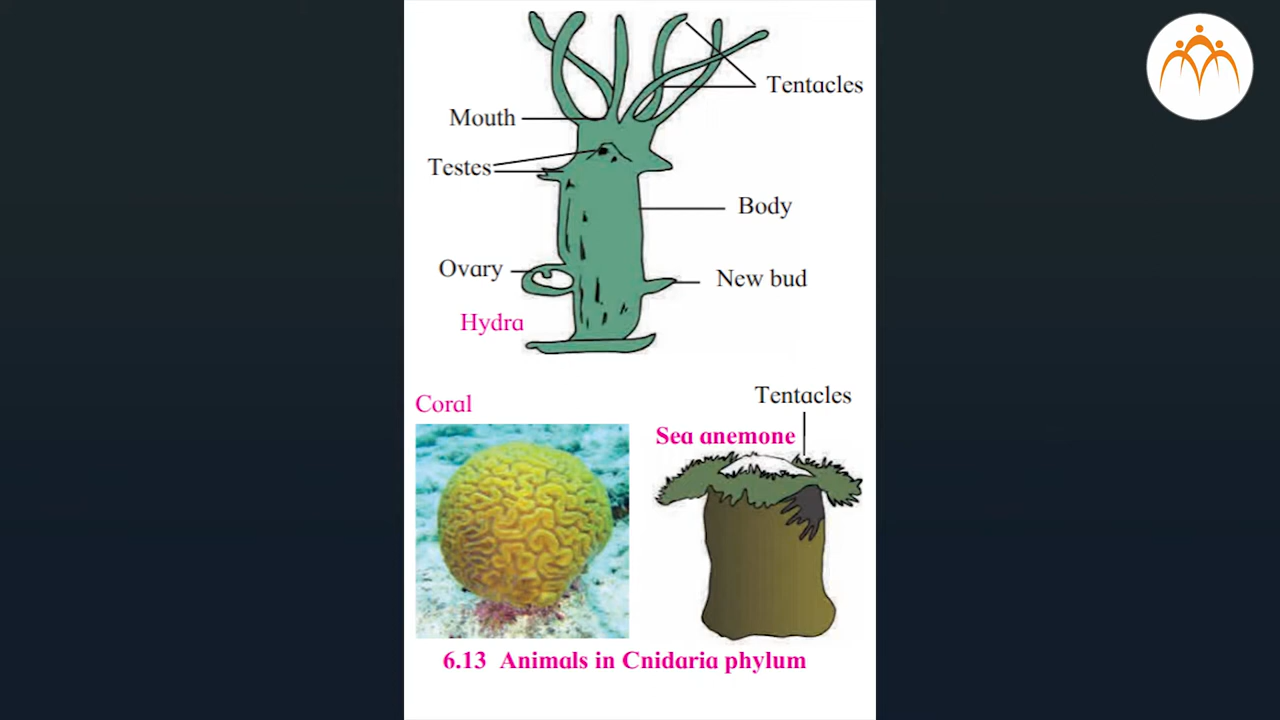 Tentacles
Mouth
Testes
Body
Ovary
New bud
Hydra
Tentacles
Coral
Sea anemone
6.13 Animals in Cnidaria phylum